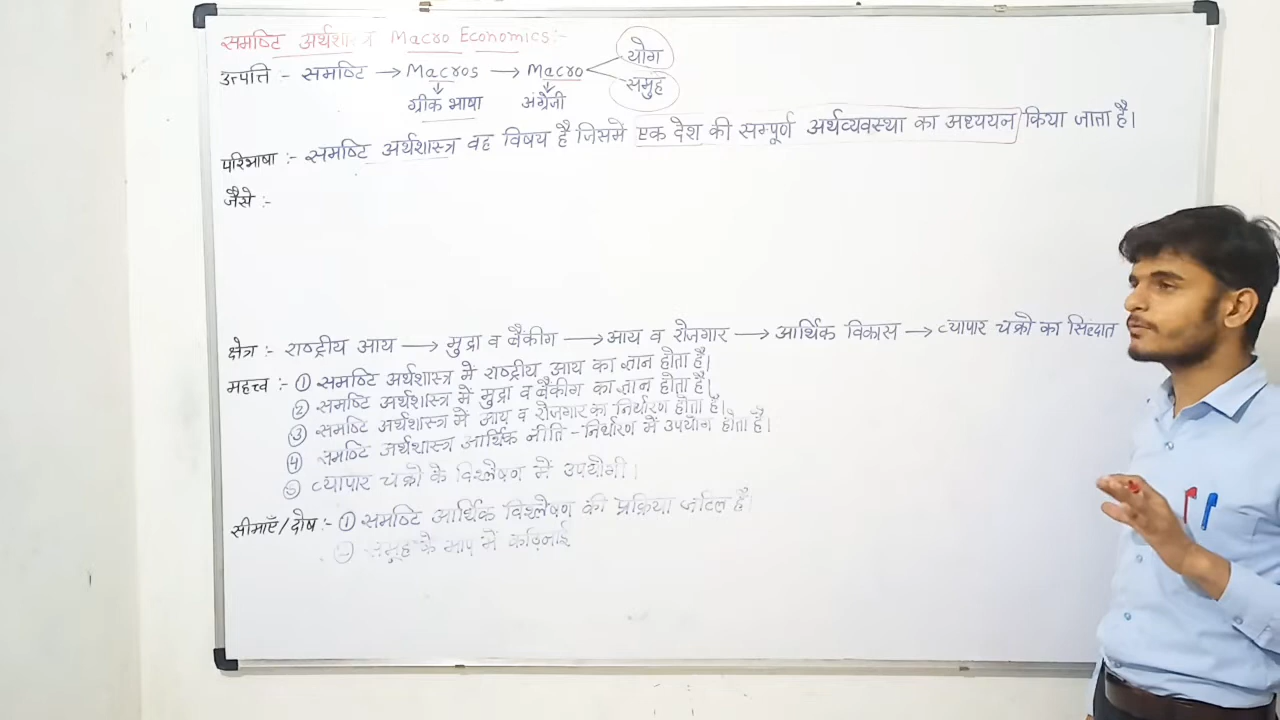 समष्टि अर्थशास्त्र Macro Economics:-
उत्पत्ति :- समष्टि → Macros → Macro योग
समुह
ग्रीक भाषा अंग्रेजी
परिभाषा :- समष्टि अर्थशास्त्र वह विषय है जिसमे एक देश की सम्पूर्ण अर्थव्यवस्था का अध्ययन किया जाता है।
जैसे :-
क्षेत्र :- राष्ट्रीय आय → मुद्रा व बैंकीग → आय व रोजगार → आर्थिक विकास → व्यापार चक्रो का सिद्दात
महत्त्व :- ① समष्टि अर्थशास्त्र मे राष्ट्रीय आय का ज्ञान होता है।
② समष्टि अर्थशास्त्र मे मुद्रा व बैंकीग का ज्ञान होता है।
③ समष्टि अर्थशास्त्र मे आय व रोजगार का निर्धारण होता है।
④ समष्टि अर्थशास्त्र आर्थिक नीति-निर्धारण में उपयोग होता है।
⑤ व्यापार चक्रो के विश्लेषण में उपयोगी।
सीमाएँ/दोष :- ① समष्टि आर्थिक विश्लेषण की प्रक्रिया जटिल है।
② समुह के माप में कठिनाई